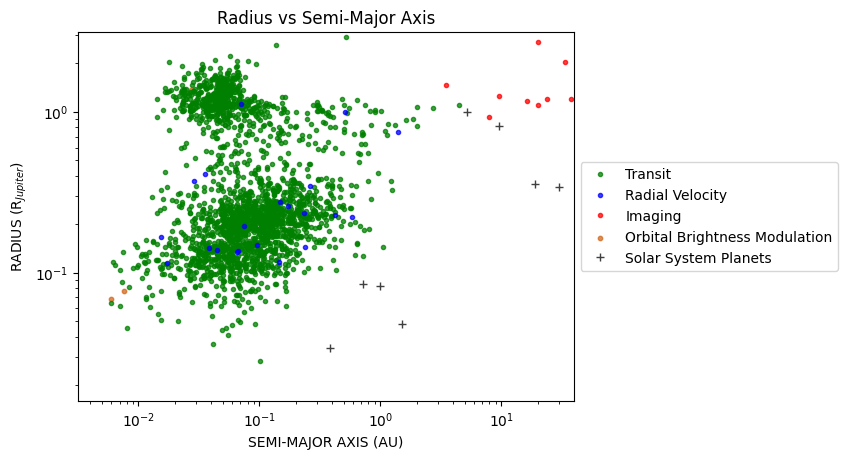 Radius vs Semi-Major Axis
RADIUS (R_Jupiter)
10^0
10^-1
10^-2
10^-1
10^0
10^1
SEMI-MAJOR AXIS (AU)
Transit
Radial Velocity
Imaging
Orbital Brightness Modulation
Solar System Planets